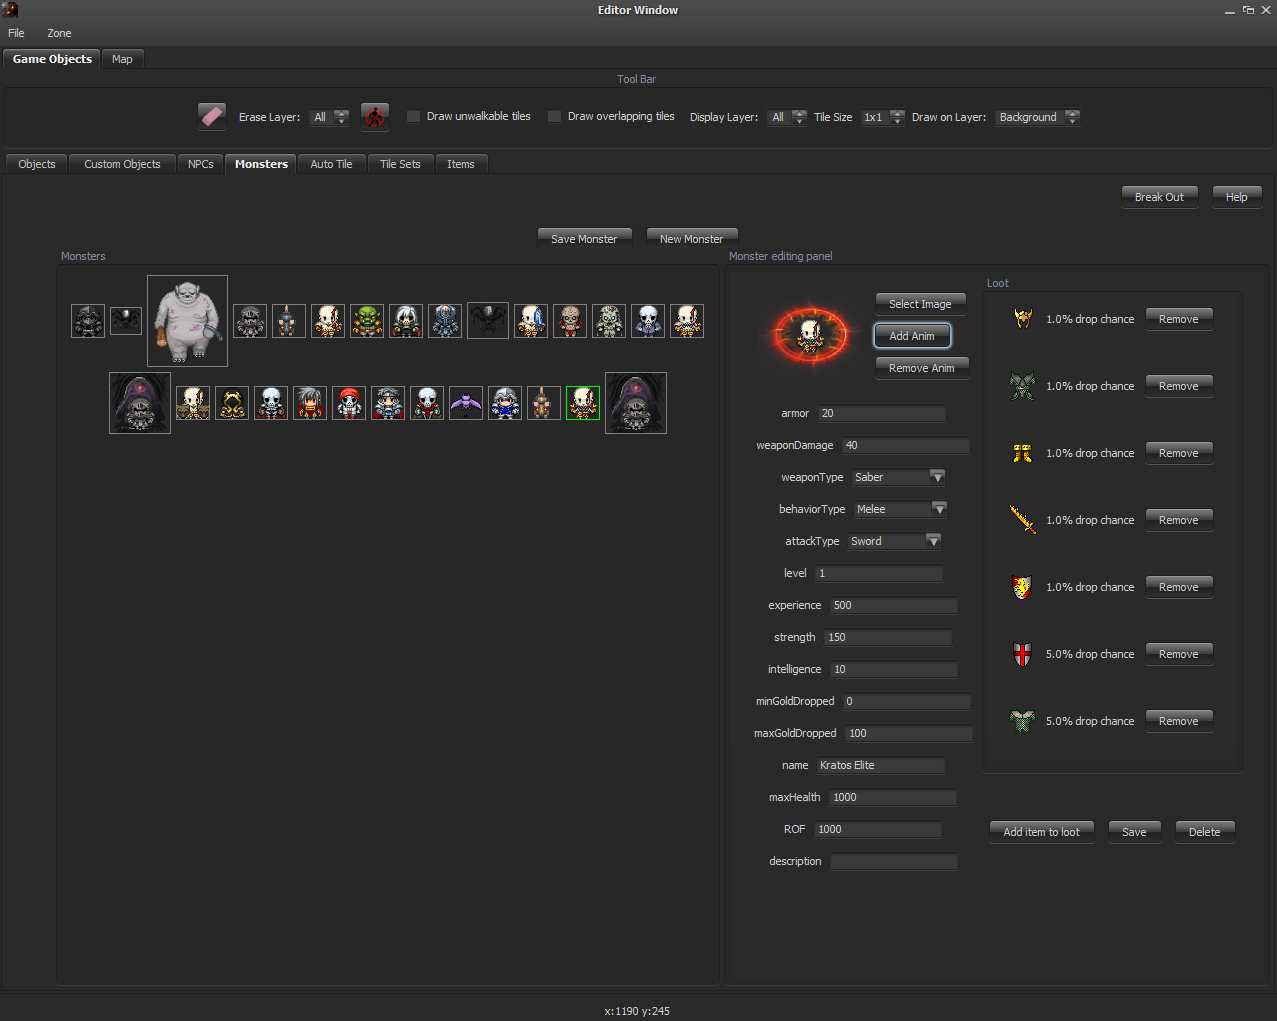 Editor Window
File Zone
Game Objects Map
Tool Bar
Erase Layer: All Draw unwalkable tiles Draw overlapping tiles Display Layer: All Tile Size 1x1 Draw on Layer: Background
Objects Custom Objects NPCs Monsters Auto Tile Tile Sets Items
Break Out Help
Save Monster New Monster
Monsters
Monster editing panel
Select Image
Add Anim
Remove Anim
armor 20
weaponDamage 40
weaponType Saber
behaviorType Melee
attackType Sword
level 1
experience 500
strength 150
intelligence 10
minGoldDropped 0
maxGoldDropped 100
name Kratos Elite
maxHealth 1000
ROF 1000
description
Loot
1.0% drop chance Remove
1.0% drop chance Remove
1.0% drop chance Remove
1.0% drop chance Remove
1.0% drop chance Remove
5.0% drop chance Remove
5.0% drop chance Remove
Add item to loot Save Delete
x:1190 y:245